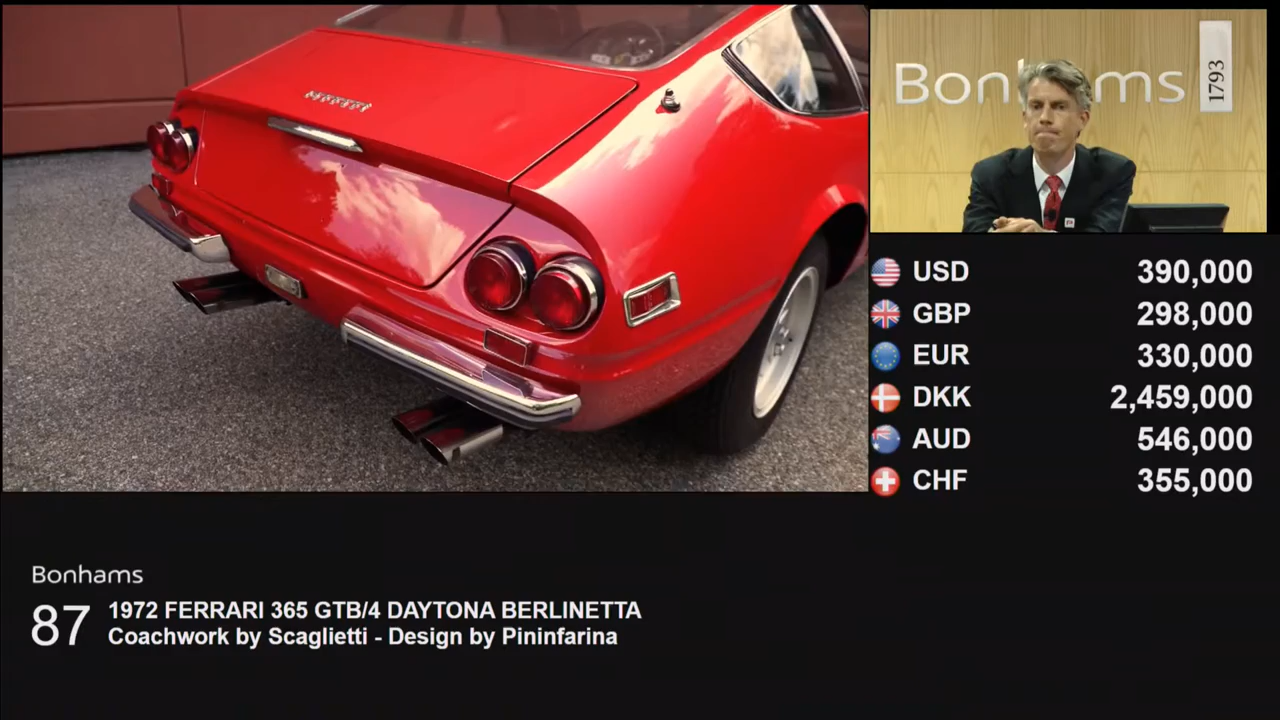 Ferrari
Bonhams
1793
USD 390,000
GBP 298,000
EUR 330,000
DKK 2,459,000
AUD 546,000
CHF 355,000
Bonhams
87
1972 FERRARI 365 GTB/4 DAYTONA BERLINETTA
Coachwork by Scaglietti - Design by Pininfarina